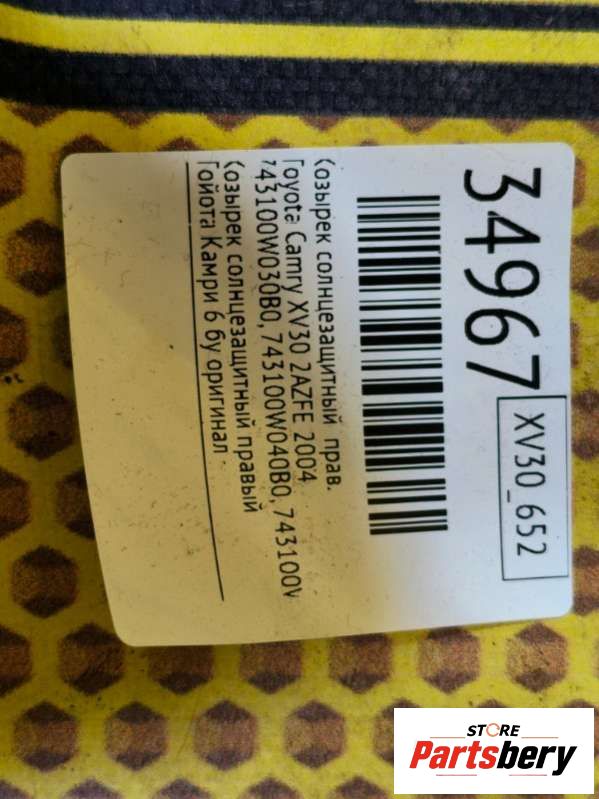 34967
XV30_652
Козырек солнцезащитный прав.
Toyota Camry XV30 2AZFE 2004
743100W030B0, 743100W040B0, 743100W
Козырек солнцезащитный правый
Тойота Камри 6 бу оригинал
STORE
Partsbery